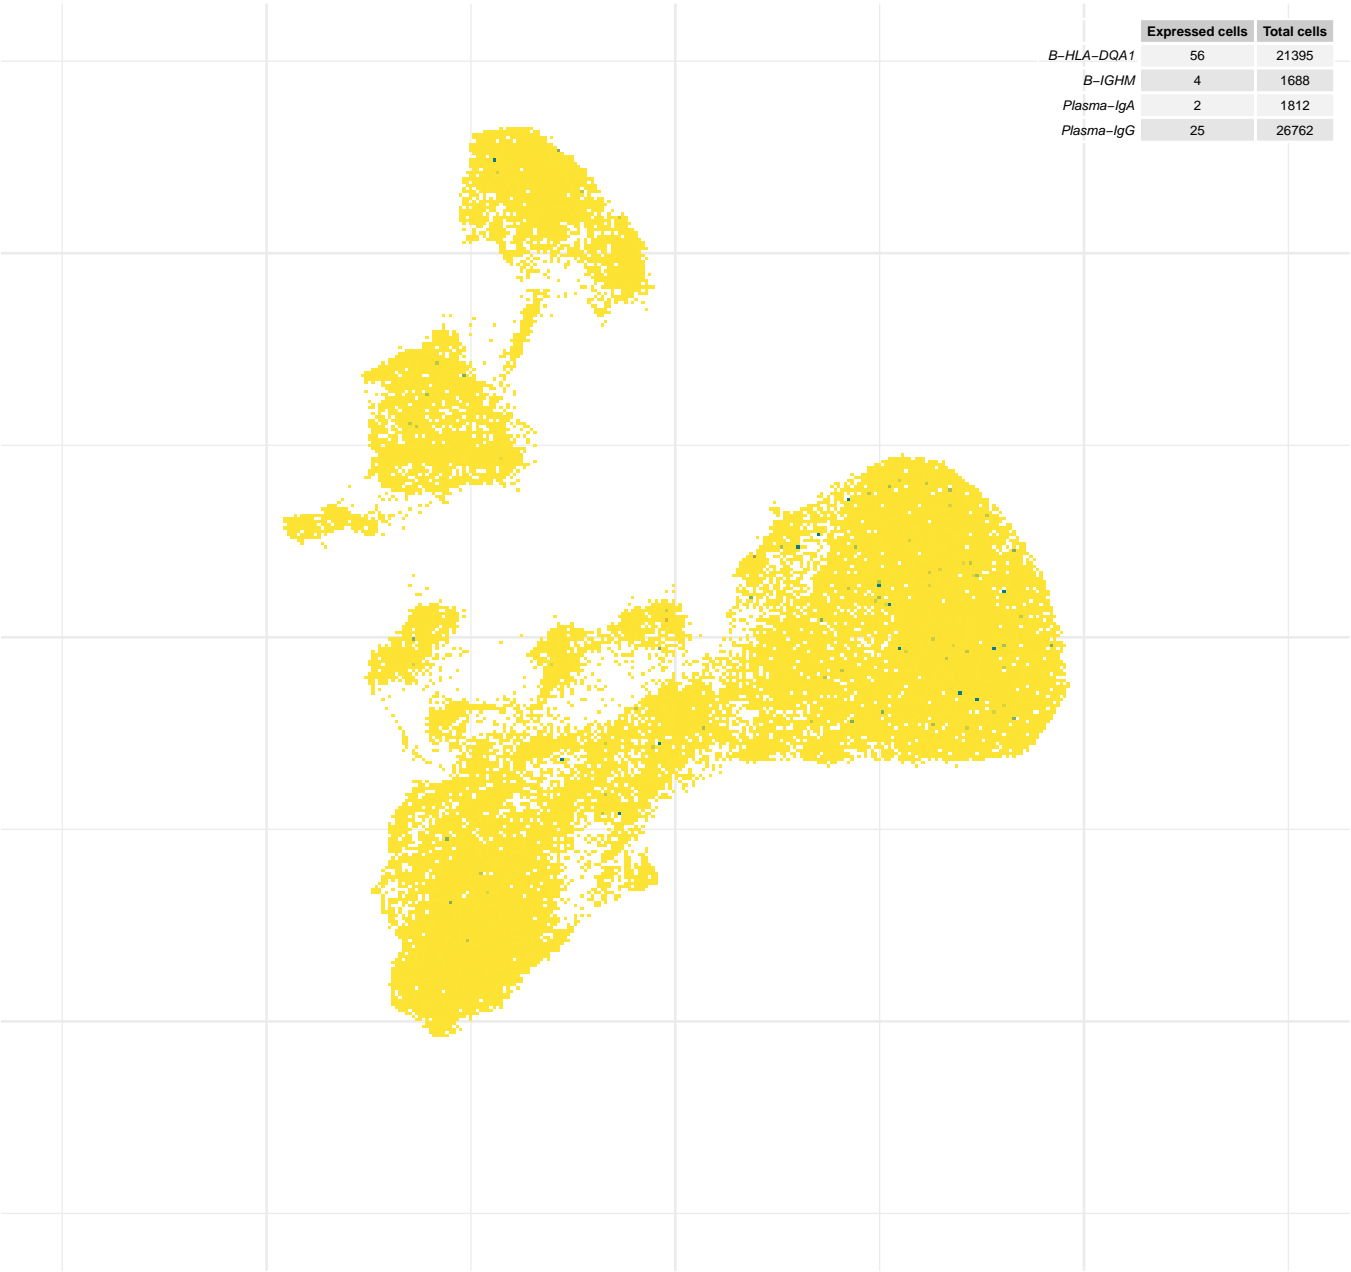 Expressed cells Total cells
B−HLA−DQA1 56 21395
B−IGHM 4 1688
Plasma−IgA 2 1812
Plasma−IgG 25 26762